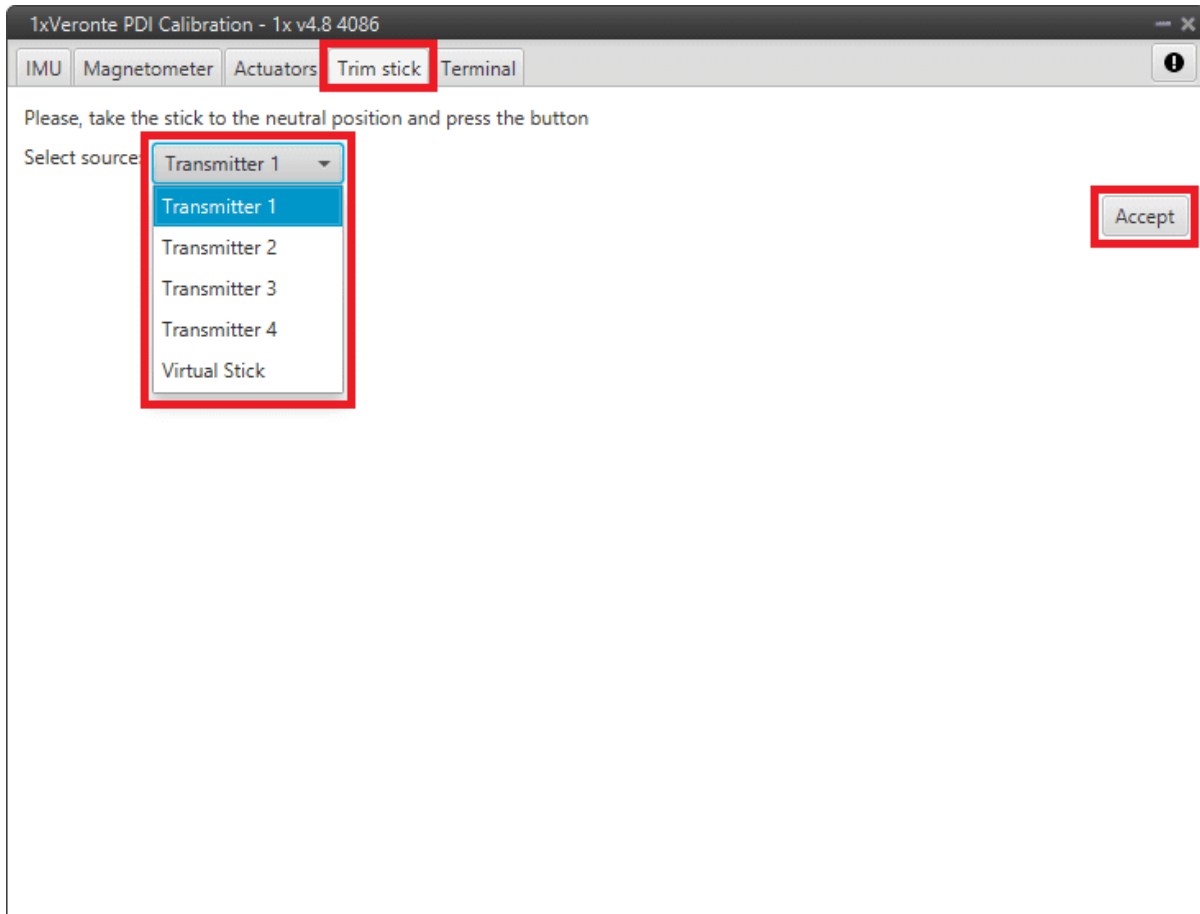 1xVeronte PDI Calibration - 1x v4.8 4086
IMU Magnetometer Actuators Trim stick Terminal
Please, take the stick to the neutral position and press the button
Select source: Transmitter 1
Transmitter 1
Accept
Transmitter 2
Transmitter 3
Transmitter 4
Virtual Stick